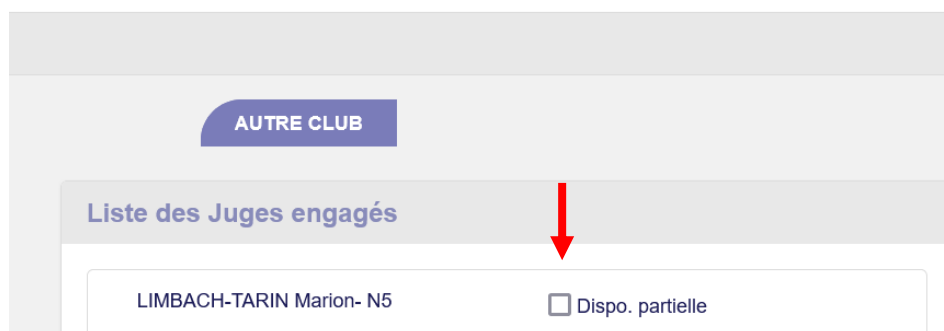 AUTRE CLUB
Liste des Juges engagés
LIMBACH-TARIN Marion- N5
Dispo. partielle